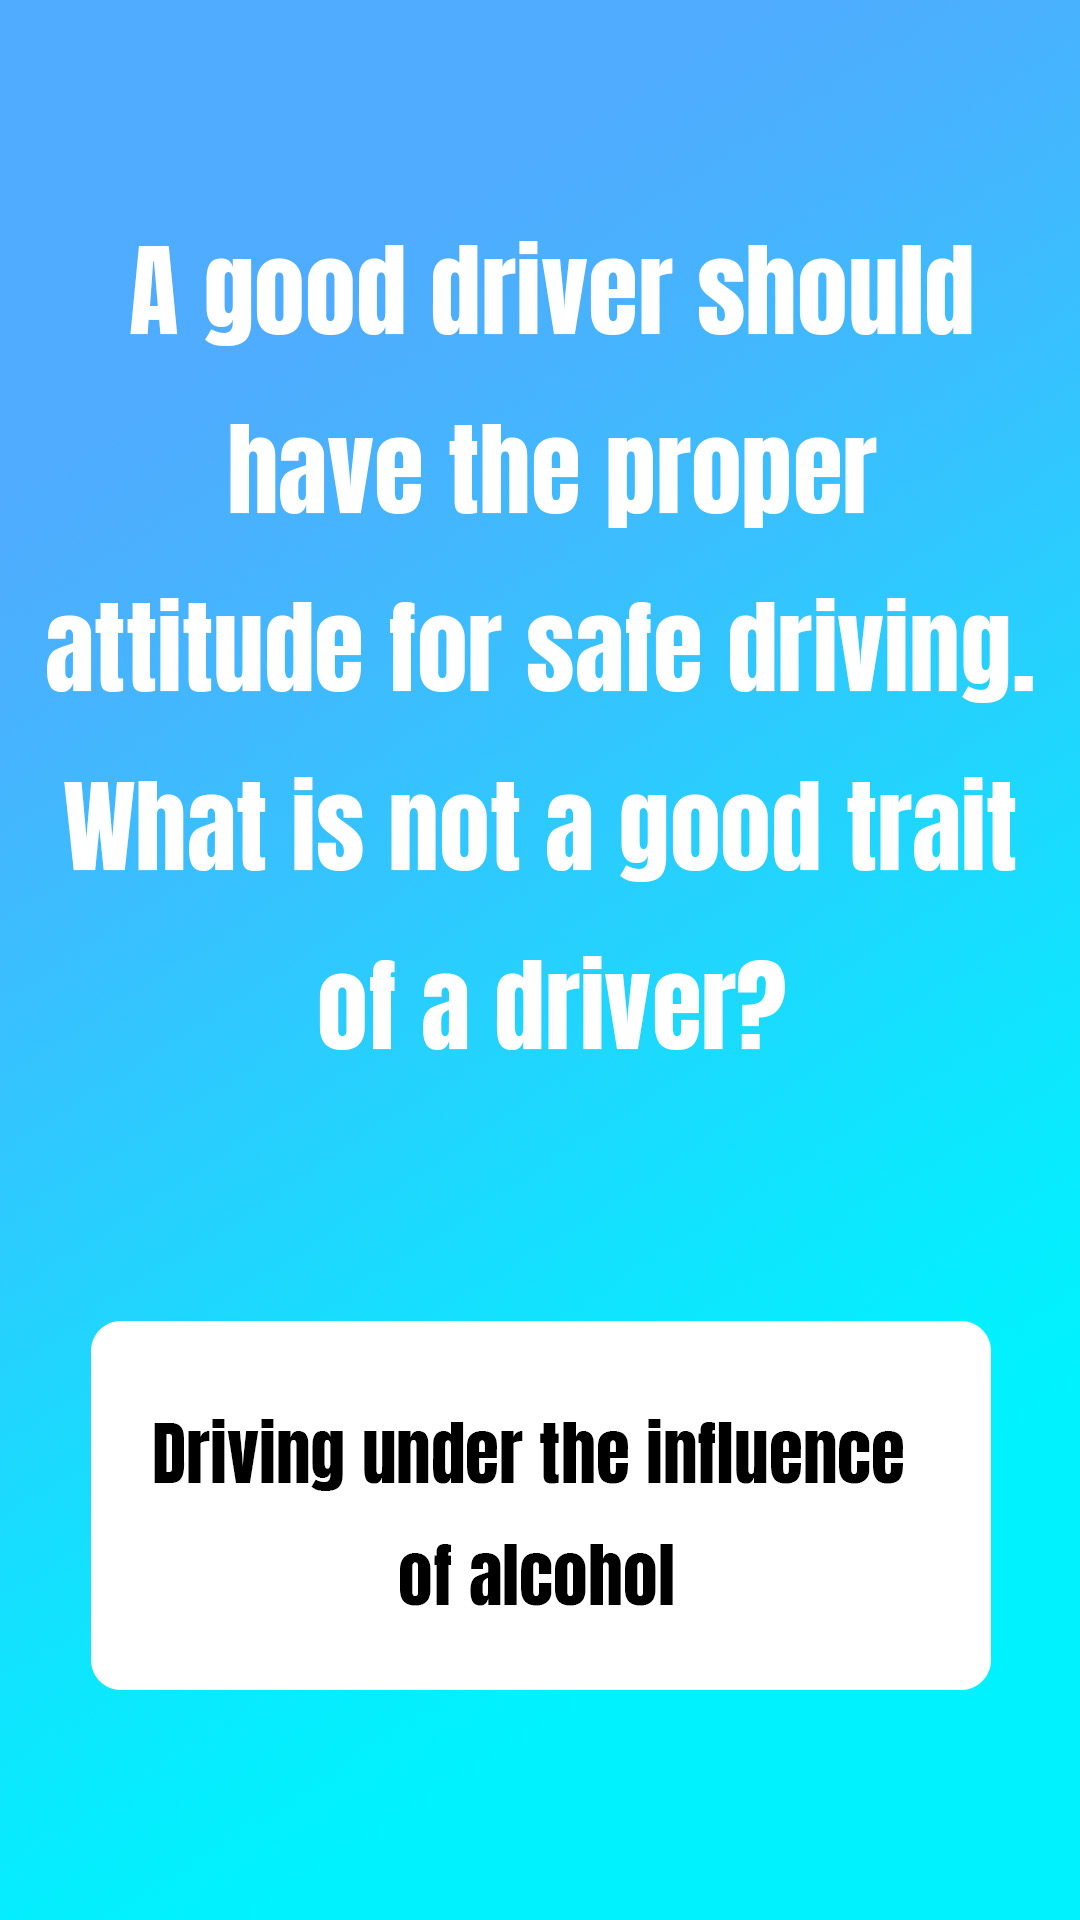 A good driver should
have the proper
attitude for safe driving.
What is not a good trait
of a driver?
Driving under the influence
of alcohol